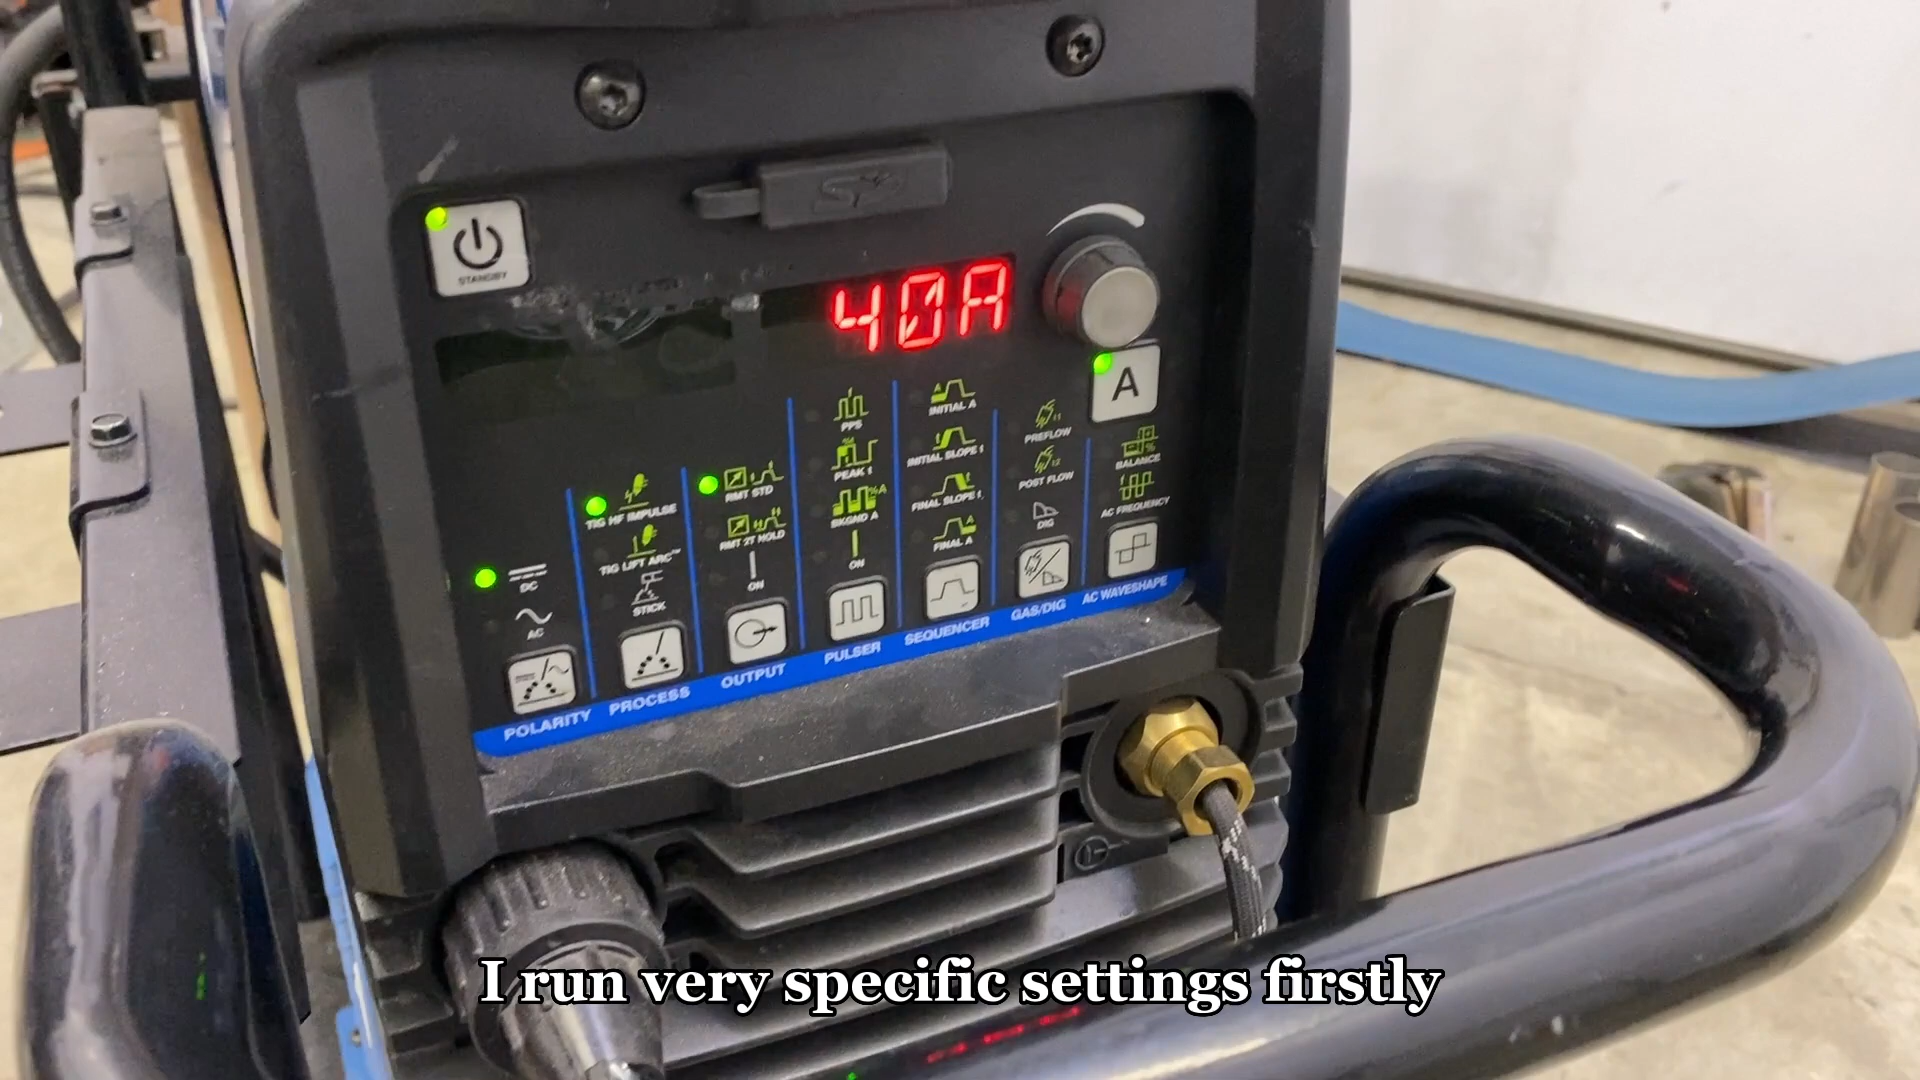 STANDBY
40A
A
INITIAL A
PPS
INITIAL SLOPE t
PREFLOW
BALANCE
PEAK t
POST FLOW
RMT STD
FINAL SLOPE t
AC FREQUENCY
TIG HF IMPULSE
BKGND A
DIG
RMT 2T HOLD
FINAL A
TIG LIFT ARC™
ON
DC
ON
STICK
AC
POLARITY
PROCESS
OUTPUT
PULSER
SEQUENCER
GAS/DIG
AC WAVESHAPE
I run very specific settings firstly